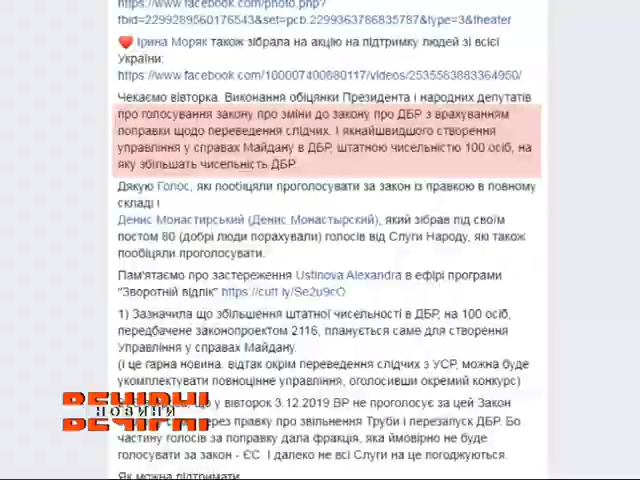 https://www.facebook.com/photo.php?
fbid=2299289560176543&set=pcb.2299363786835787&type=3&theater
Ірина Моряк також зібрала на акцію на підтримку людей зі всієї
України:
https://www.facebook.com/100007400880117/videos/2535563883364950/
Чекаємо вівторка. Виконання обіцянки Президента і народних депутатів
про голосування закону про зміни до закону про ДБР з врахуванням
поправки щодо переведення слідчих. І якнайшвидшого створення
управління у справах Майдану в ДБР, штатною чисельністю 100 осіб, на
яку збільшать чисельність ДБР.
Дякую Голос, які пообіцяли проголосувати за закон із правкою в повному
складі і
Денис Монастирський (Денис Монастырский), який зібрав під своїм
постом 80 (добрі люди порахували) голосів від Слуги Народу, які також
пообіцяли проголосувати.
Пам'ятаємо про застереження Ustinova Alexandra в ефірі програми
"Зворотній відлік" https://cutt.ly/Se2u9cO
1) Зазначила що збільшення штатної чисельності в ДБР, на 100 осіб,
передбачене законопроектом 2116, планується саме для створення
Управління у справах Майдану.
(і це гарна новина. відтак окрім переведення слідчих з УСР, можна буде
укомплектувати повноцінне управління, оголосивши окремий конкурс)
що у вівторок 3.12.2019 ВР не проголосує за цей Закон
через правку про звільнення Труби і перезапуск ДБР. Бо
частину голосів за поправку дала фракція, яка ймовірно не буде
голосувати за закон - ЄС. І далеко не всі Слуги на це погоджуються.
Як можна підтримати
ВЕЧІРНІ
НОВИНИ
ВЕЧІРНІ